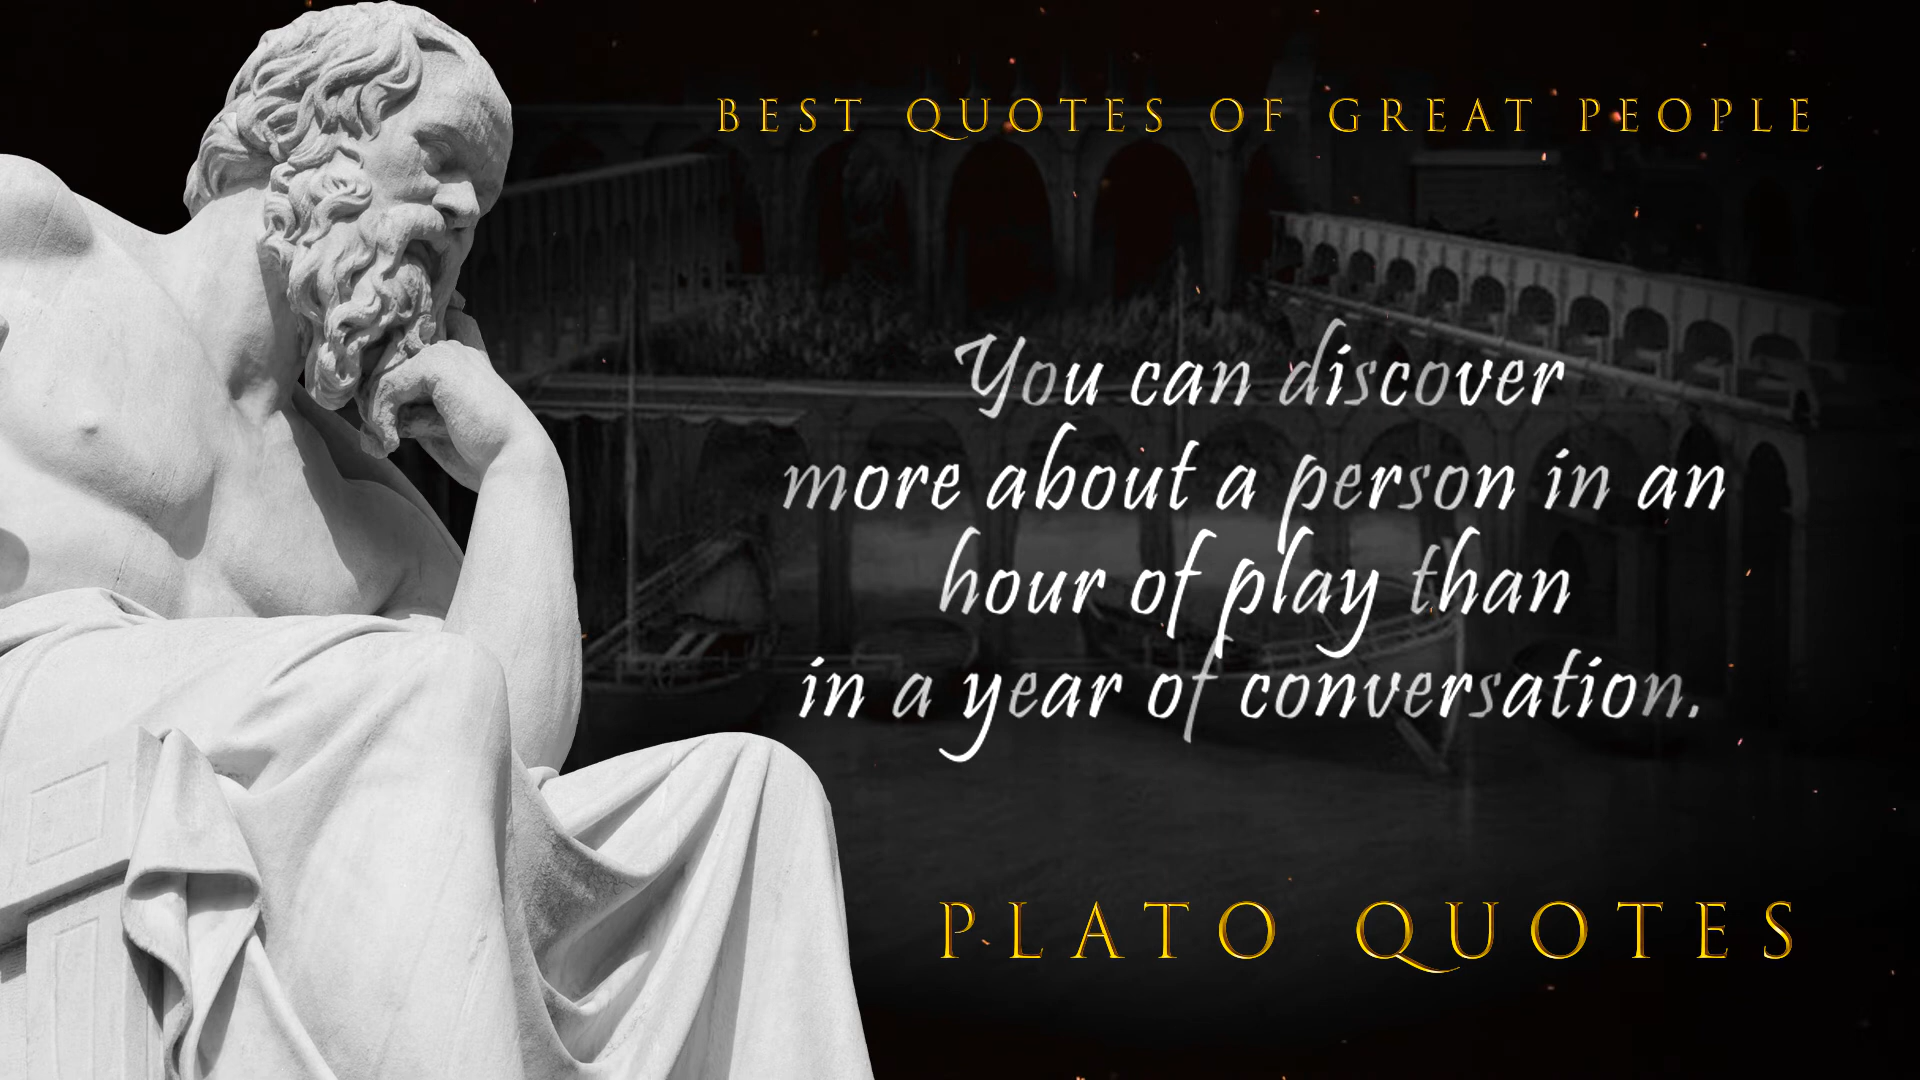 BEST QUOTES OF GREAT PEOPLE
You can discover
more about a person in an
hour of play than
in a year of conversation.
PLATO QUOTES